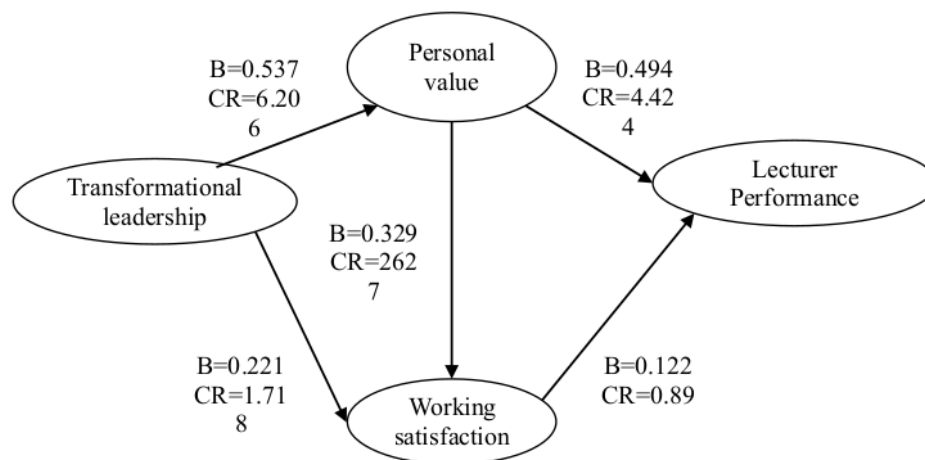 Personal
value
B=0.537
CR=6.20
6
B=0.494
CR=4.42
4
Transformational
leadership
Lecturer
Performance
B=0.329
CR=262
7
B=0.221
CR=1.71
8
B=0.122
CR=0.89
Working
satisfaction